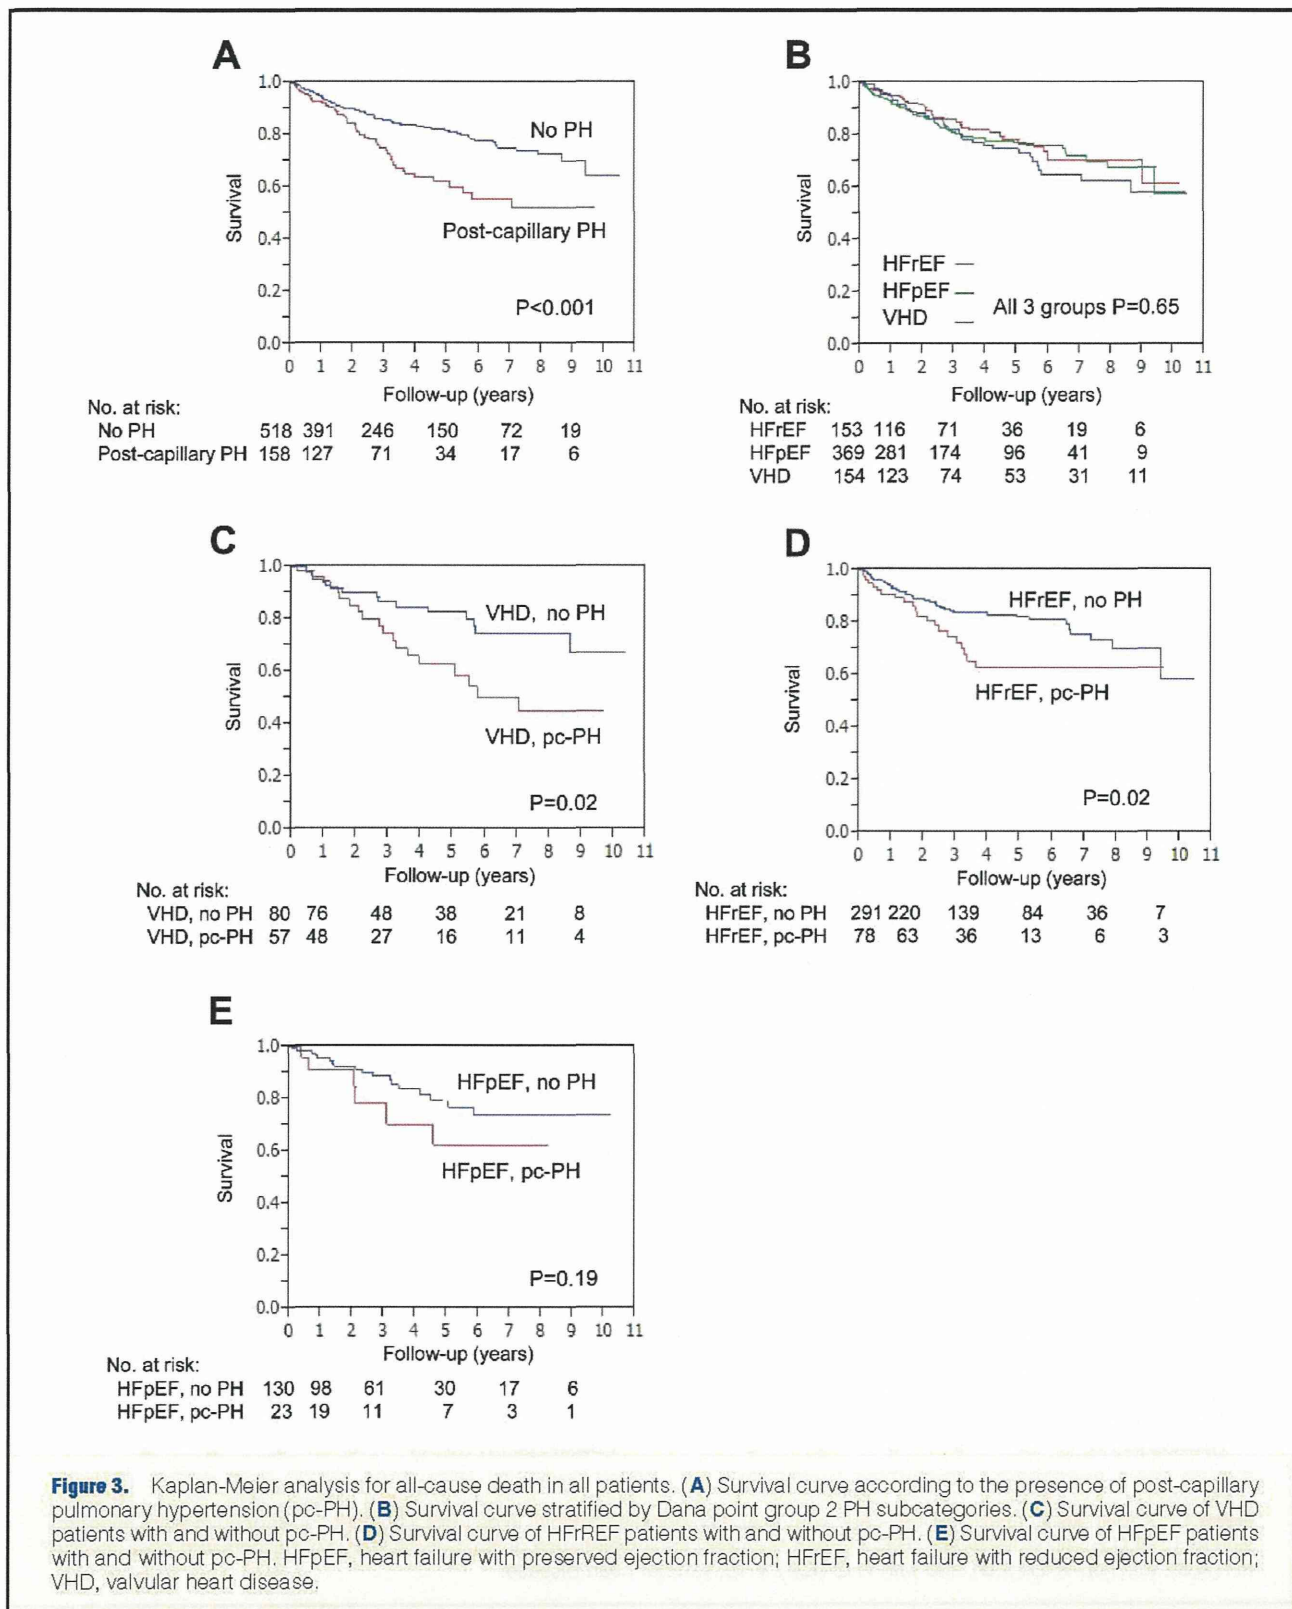 A
1.0
0.8
0.6
0.4
0.2
0.0
Survival
No PH
Post-capillary PH
P<0.001
0 1 2 3 4 5 6 7 8 9 10 11
Follow-up (years)
No. at risk:
No PH 518 391 246 150 72 19
Post-capillary PH 158 127 71 34 17 6
B
1.0
0.8
0.6
0.4
0.2
0.0
Survival
HFrEF
HFpEF
VHD
All 3 groups P=0.65
0 1 2 3 4 5 6 7 8 9 10 11
Follow-up (years)
No. at risk:
HFrEF 153 116 71 36 19 6
HFpEF 369 281 174 96 41 9
VHD 154 123 74 53 31 11
C
1.0
0.8
0.6
0.4
0.2
0.0
Survival
VHD, no PH
VHD, pc-PH
P=0.02
0 1 2 3 4 5 6 7 8 9 10 11
Follow-up (years)
No. at risk:
VHD, no PH 80 76 48 38 21 8
VHD, pc-PH 57 48 27 16 11 4
D
1.0
0.8
0.6
0.4
0.2
0.0
Survival
HFrEF, no PH
HFrEF, pc-PH
P=0.02
0 1 2 3 4 5 6 7 8 9 10 11
Follow-up (years)
No. at risk:
HFrEF, no PH 291 220 139 84 36 7
HFrEF, pc-PH 78 63 36 13 6 3
E
1.0
0.8
0.6
0.4
0.2
0.0
Survival
HFpEF, no PH
HFpEF, pc-PH
P=0.19
0 1 2 3 4 5 6 7 8 9 10 11
Follow-up (years)
No. at risk:
HFpEF, no PH 130 98 61 30 17 6
HFpEF, pc-PH 23 19 11 7 3 1
Figure 3. Kaplan-Meier analysis for all-cause death in all patients. (A) Survival curve according to the presence of post-capillary
pulmonary hypertension (pc-PH). (B) Survival curve stratified by Dana point group 2 PH subcategories. (C) Survival curve of VHD
patients with and without pc-PH. (D) Survival curve of HFrREF patients with and without pc-PH. (E) Survival curve of HFpEF patients
with and without pc-PH. HFpEF, heart failure with preserved ejection fraction; HFrEF, heart failure with reduced ejection fraction;
VHD, valvular heart disease.